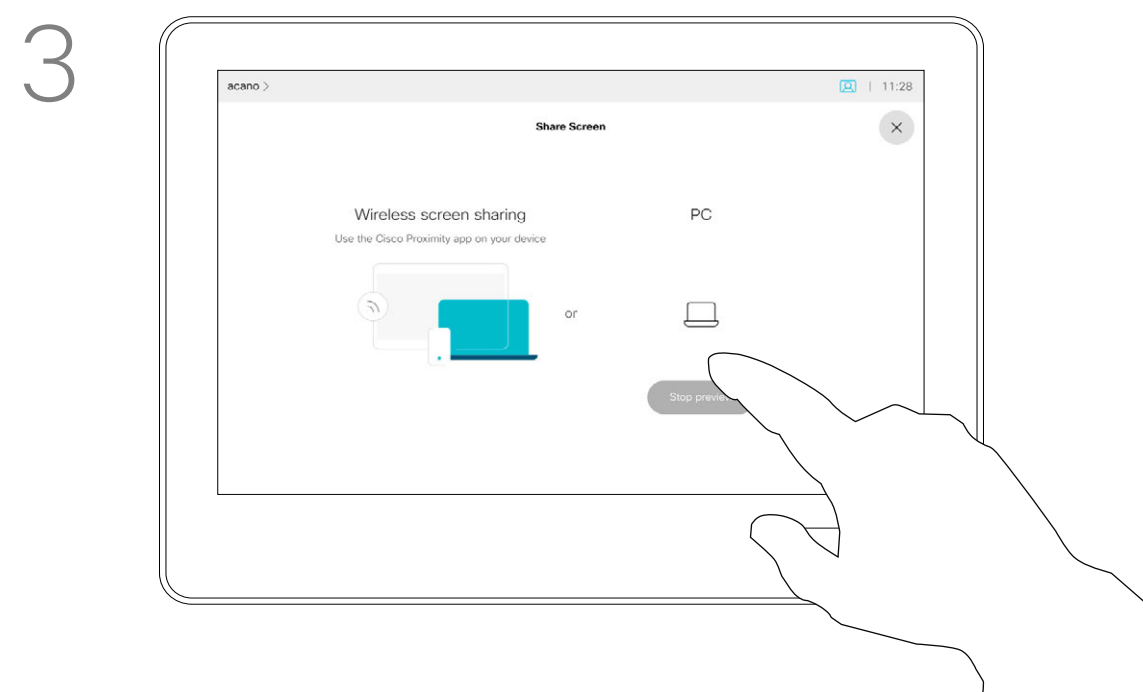 3
acano >
| 11:28
Share Screen
Wireless screen sharing
PC
Use the Cisco Proximity app on your device
or
Stop